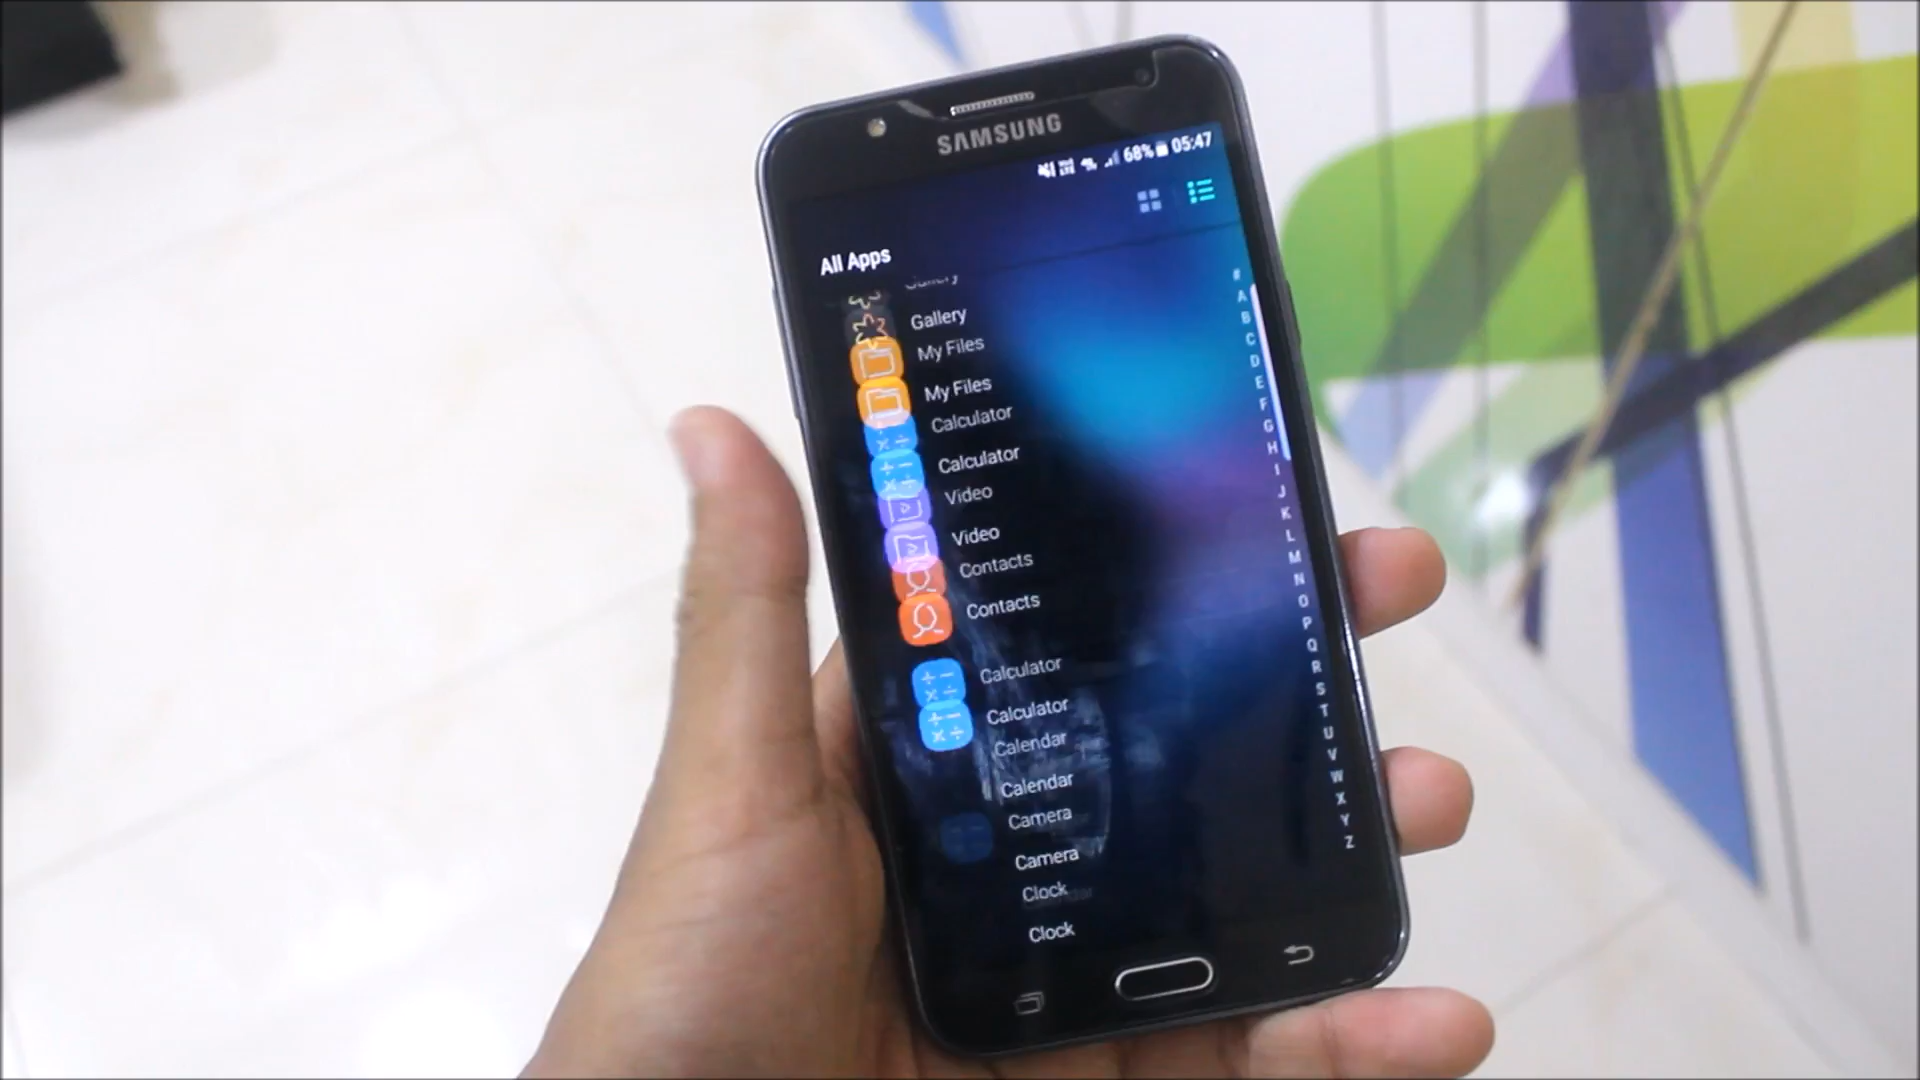 SAMSUNG
68% 05:47
All Apps
Gallery
Gallery
My Files
My Files
Calculator
Calculator
Video
Video
Contacts
Contacts
Calculator
Calculator
Calendar
Calendar
Camera
Camera
Clock
Clock
#
A
B
C
D
E
F
G
H
I
J
K
L
M
N
O
P
Q
R
S
T
U
V
W
X
Y
Z